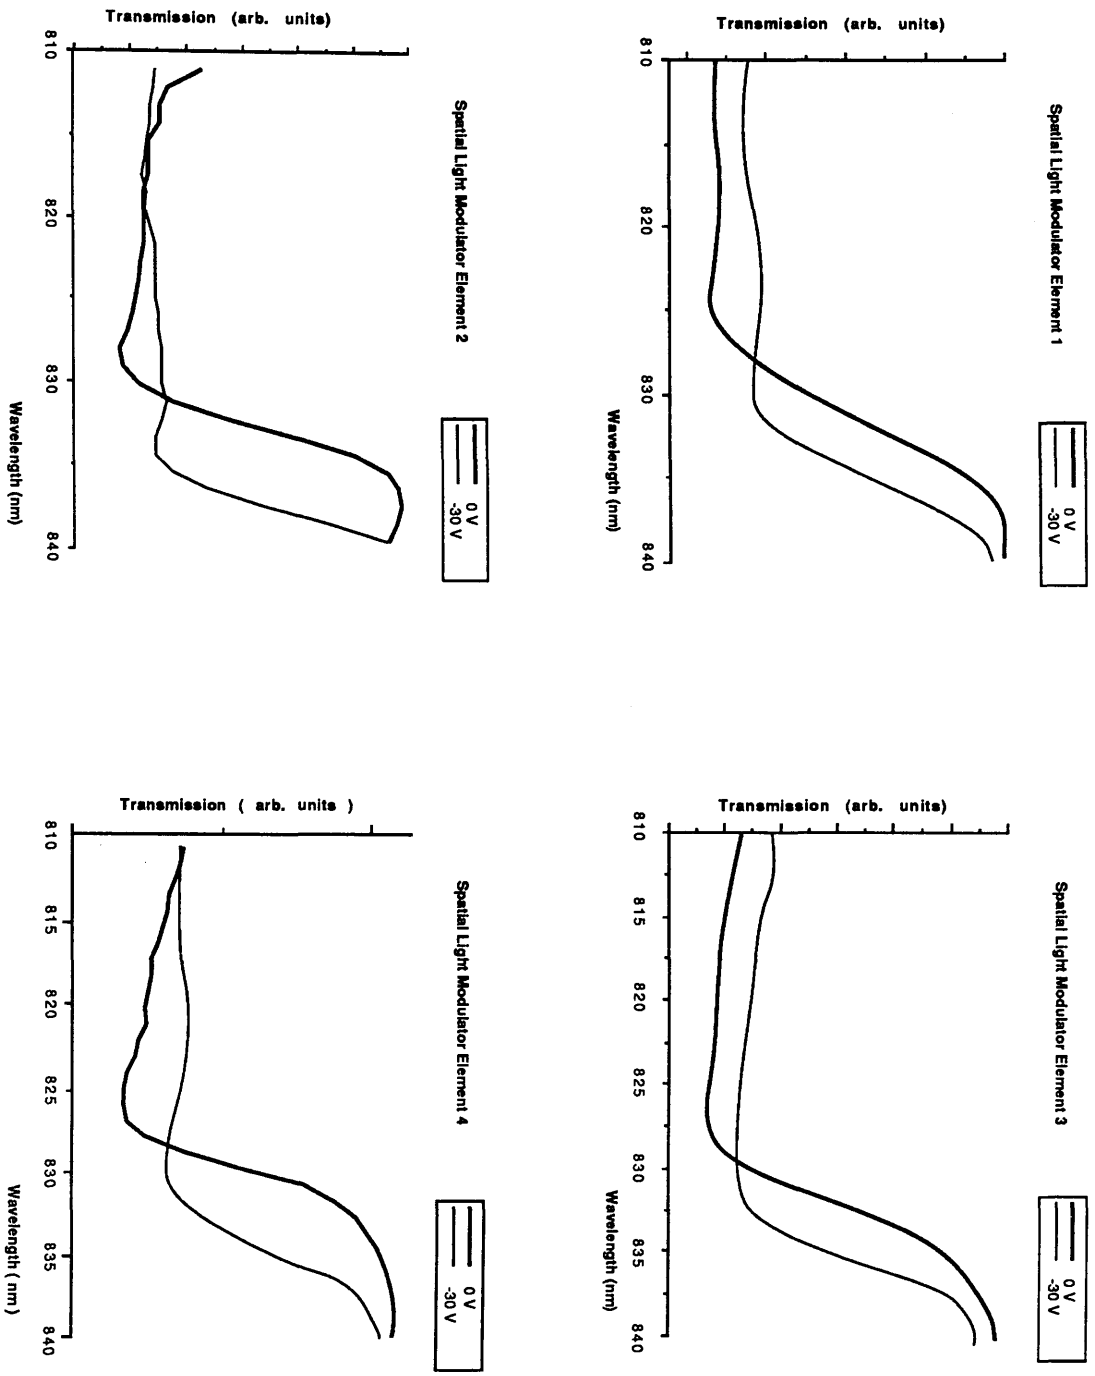 Spatial Light Modulator Element 1
Transmission (arb. units)
0 V
-30 V
810
820
830
840
Wavelength (nm)
Spatial Light Modulator Element 3
Transmission (arb. units)
0 V
-30 V
810
815
820
825
830
835
840
Wavelength (nm)
Spatial Light Modulator Element 2
Transmission (arb. units)
0 V
-30 V
810
820
830
840
Wavelength (nm)
Spatial Light Modulator Element 4
Transmission ( arb. units )
0 V
-30 V
810
815
820
825
830
835
840
Wavelength ( nm )